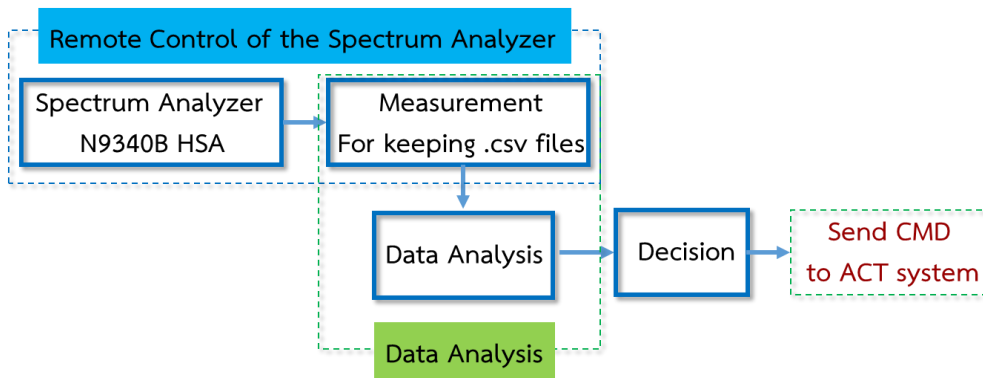 Remote Control of the Spectrum Analyzer
Spectrum Analyzer
N9340B HSA
Measurement
For keeping .csv files
Data Analysis
Decision
Send CMD
to ACT system
Data Analysis